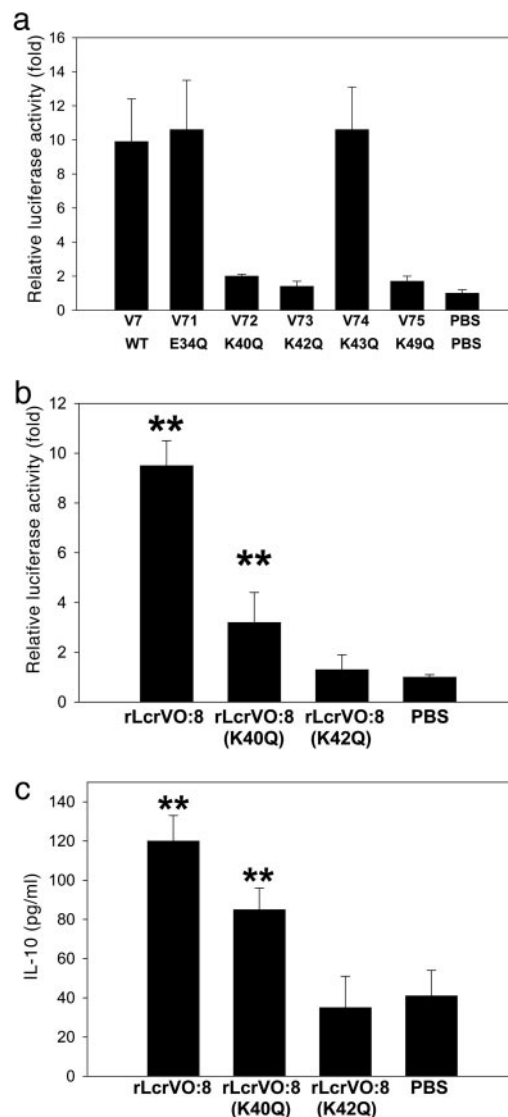 a
Relative luciferase activity (fold)
16
14
12
10
8
6
4
2
0
V7 V71 V72 V73 V74 V75 PBS
WT E34Q K40Q K42Q K43Q K49Q PBS
b
Relative luciferase activity (fold)
12
10
8
6
4
2
0
**
**
rLcrVO:8 rLcrVO:8 rLcrVO:8 PBS
(K40Q) (K42Q)
c
IL-10 (pg/ml)
140
120
100
80
60
40
20
0
**
**
rLcrVO:8 rLcrVO:8 rLcrVO:8 PBS
(K40Q) (K42Q)